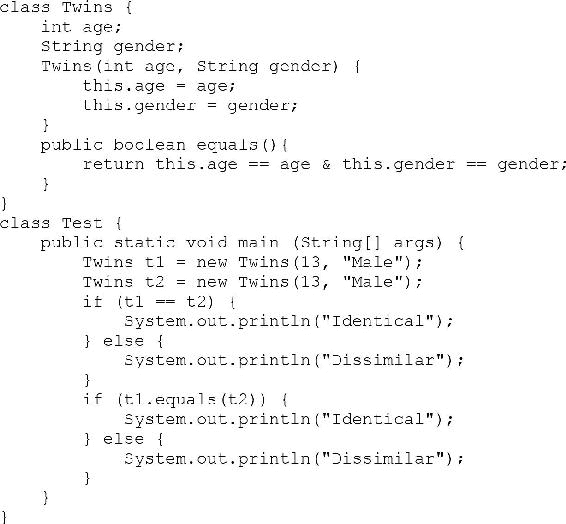 class Twins {
    int age;
    String gender;
    Twins(int age, String gender) {
        this.age = age;
        this.gender = gender;
    }
    public boolean equals(){
        return this.age == age & this.gender == gender;
    }
}
class Test {
    public static void main (String[] args) {
        Twins t1 = new Twins(13, "Male");
        Twins t2 = new Twins(13, "Male");
        if (t1 == t2) {
            System.out.println("Identical");
        } else {
            System.out.println("Dissimilar");
        }
        if (t1.equals(t2)) {
            System.out.println("Identical");
        } else {
            System.out.println("Dissimilar");
        }
    }
}